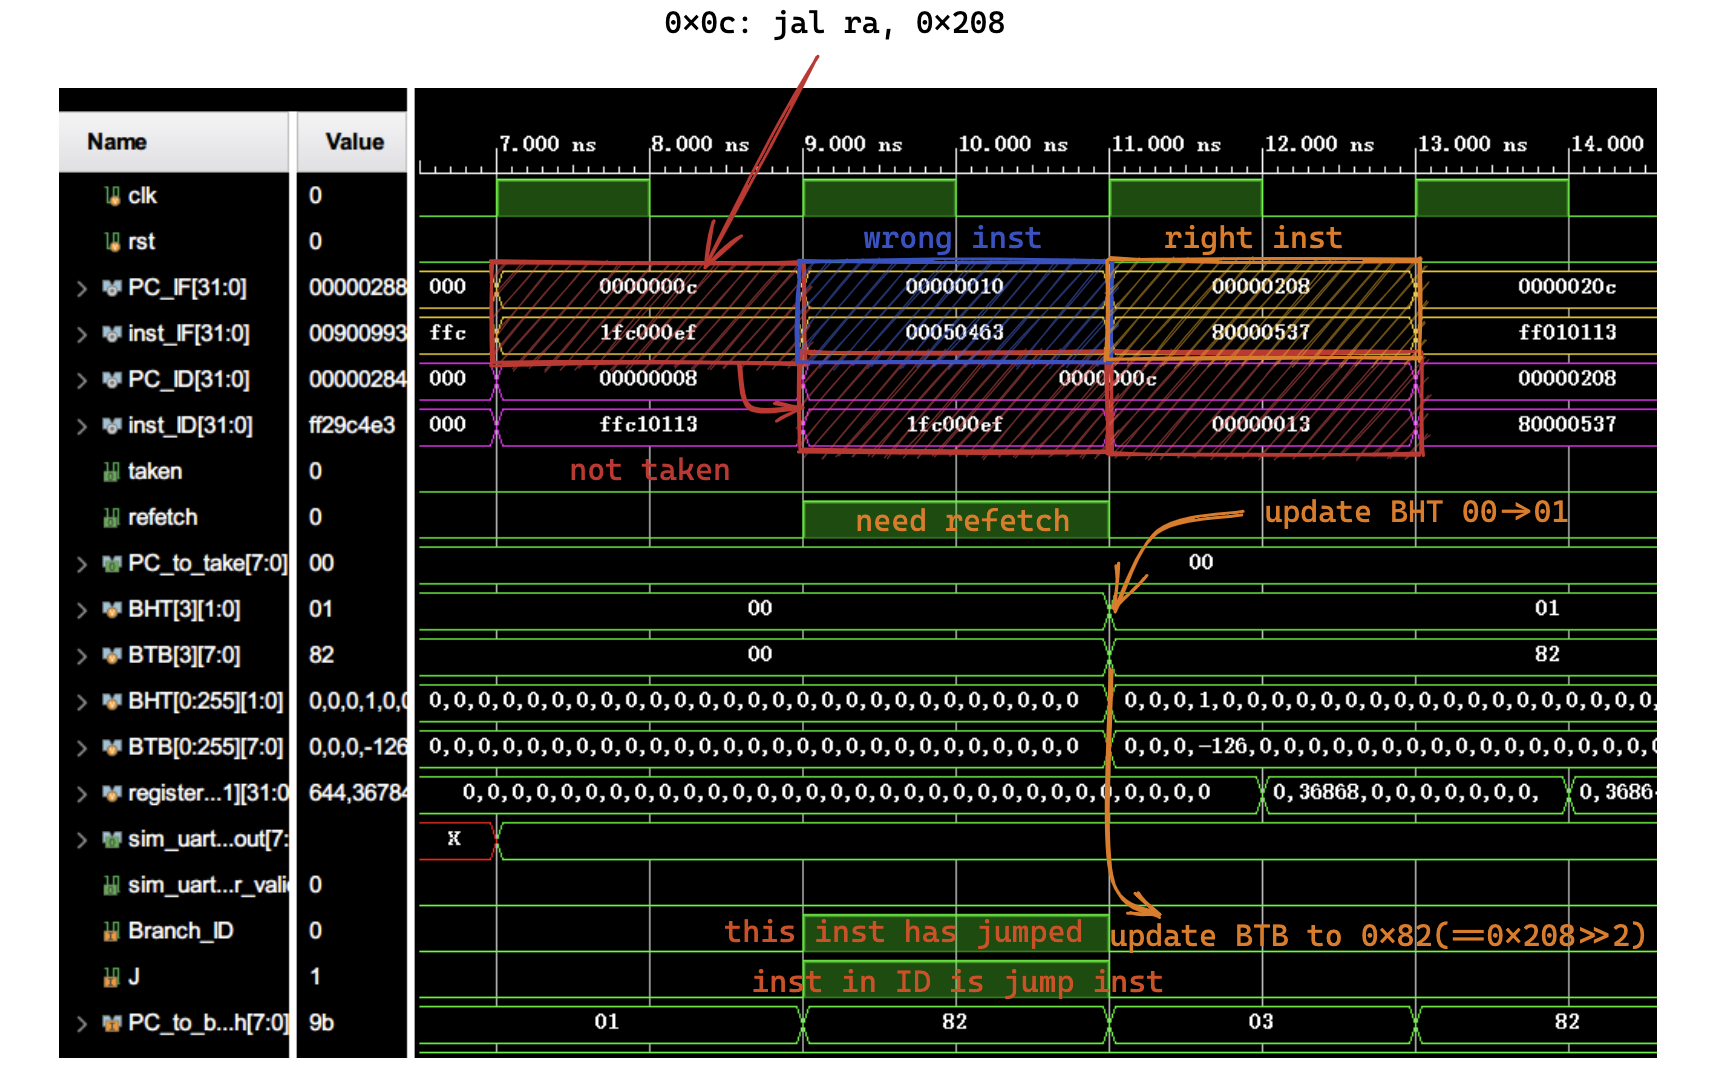 0×0c: jal ra, 0×208
Name Value 7.000 ns 8.000 ns 9.000 ns 10.000 ns 11.000 ns 12.000 ns 13.000 ns 14.000
clk 0
rst 0 wrong inst right inst
PC_IF[31:0] 00000288 000 0000000c 00000010 00000208 0000020c
inst_IF[31:0] 00900993 ffc 1fc000ef 00050463 80000537 ff010113
PC_ID[31:0] 00000284 000 00000008 0000000c 00000208
inst_ID[31:0] ff29c4e3 000 ffc10113 1fc000ef 00000013 80000537
taken 0 not taken
refetch 0 need refetch update BHT 00->01
PC_to_take[7:0] 00 00
BHT[3][1:0] 01 00 01
BTB[3][7:0] 82 00 82
BHT[0:255][1:0] 0,0,0,1,0,0 0,0,0,0,0,0,0,0,0,0,0,0,0,0,0,0,0,0,0,0,0,0,0,0,0,0,0 0,0,0,1,0,0,0,0,0,0,0,0,0,0,0,0,0,0,0,0,0,0,
BTB[0:255][7:0] 0,0,0,-126 0,0,0,0,0,0,0,0,0,0,0,0,0,0,0,0,0,0,0,0,0,0,0,0,0,0,0 0,0,0,-126,0,0,0,0,0,0,0,0,0,0,0,0,0,0,0,0,0
register...1][31:0 644,36784 0,0,0,0,0,0,0,0,0,0,0,0,0,0,0,0,0,0,0,0,0,0,0,0,0,0,0,0,0,0,0 0,36868,0,0,0,0,0,0,0, 0,3686
sim_uart...out[7: X
sim_uart...r_vali 0
Branch_ID 0 this inst has jumped update BTB to 0×82(==0×208>>2)
J 1 inst in ID is jump inst
PC_to_b...h[7:0] 9b 01 82 03 82